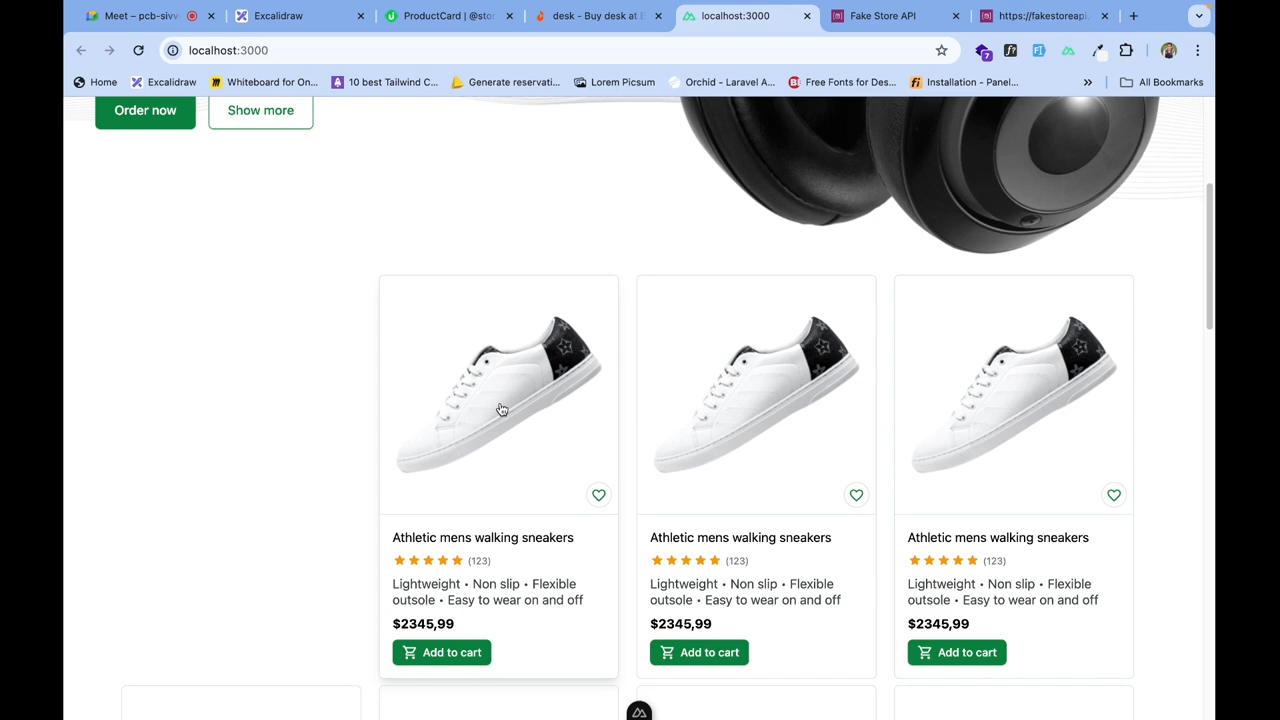 Meet – pcb-sivv
Excalidraw
ProductCard | @stor
desk - Buy desk at B
localhost:3000
Fake Store API
https://fakestoreapi.
localhost:3000
7
Home
Excalidraw
Whiteboard for On...
10 best Tailwind C...
Generate reservati...
Lorem Picsum
Orchid - Laravel A...
Free Fonts for Des...
Installation - Panel...
»
All Bookmarks
Order now
Show more
Athletic mens walking sneakers
(123)
Lightweight • Non slip • Flexible
outsole • Easy to wear on and off
$2345,99
Add to cart
Athletic mens walking sneakers
(123)
Lightweight • Non slip • Flexible
outsole • Easy to wear on and off
$2345,99
Add to cart
Athletic mens walking sneakers
(123)
Lightweight • Non slip • Flexible
outsole • Easy to wear on and off
$2345,99
Add to cart